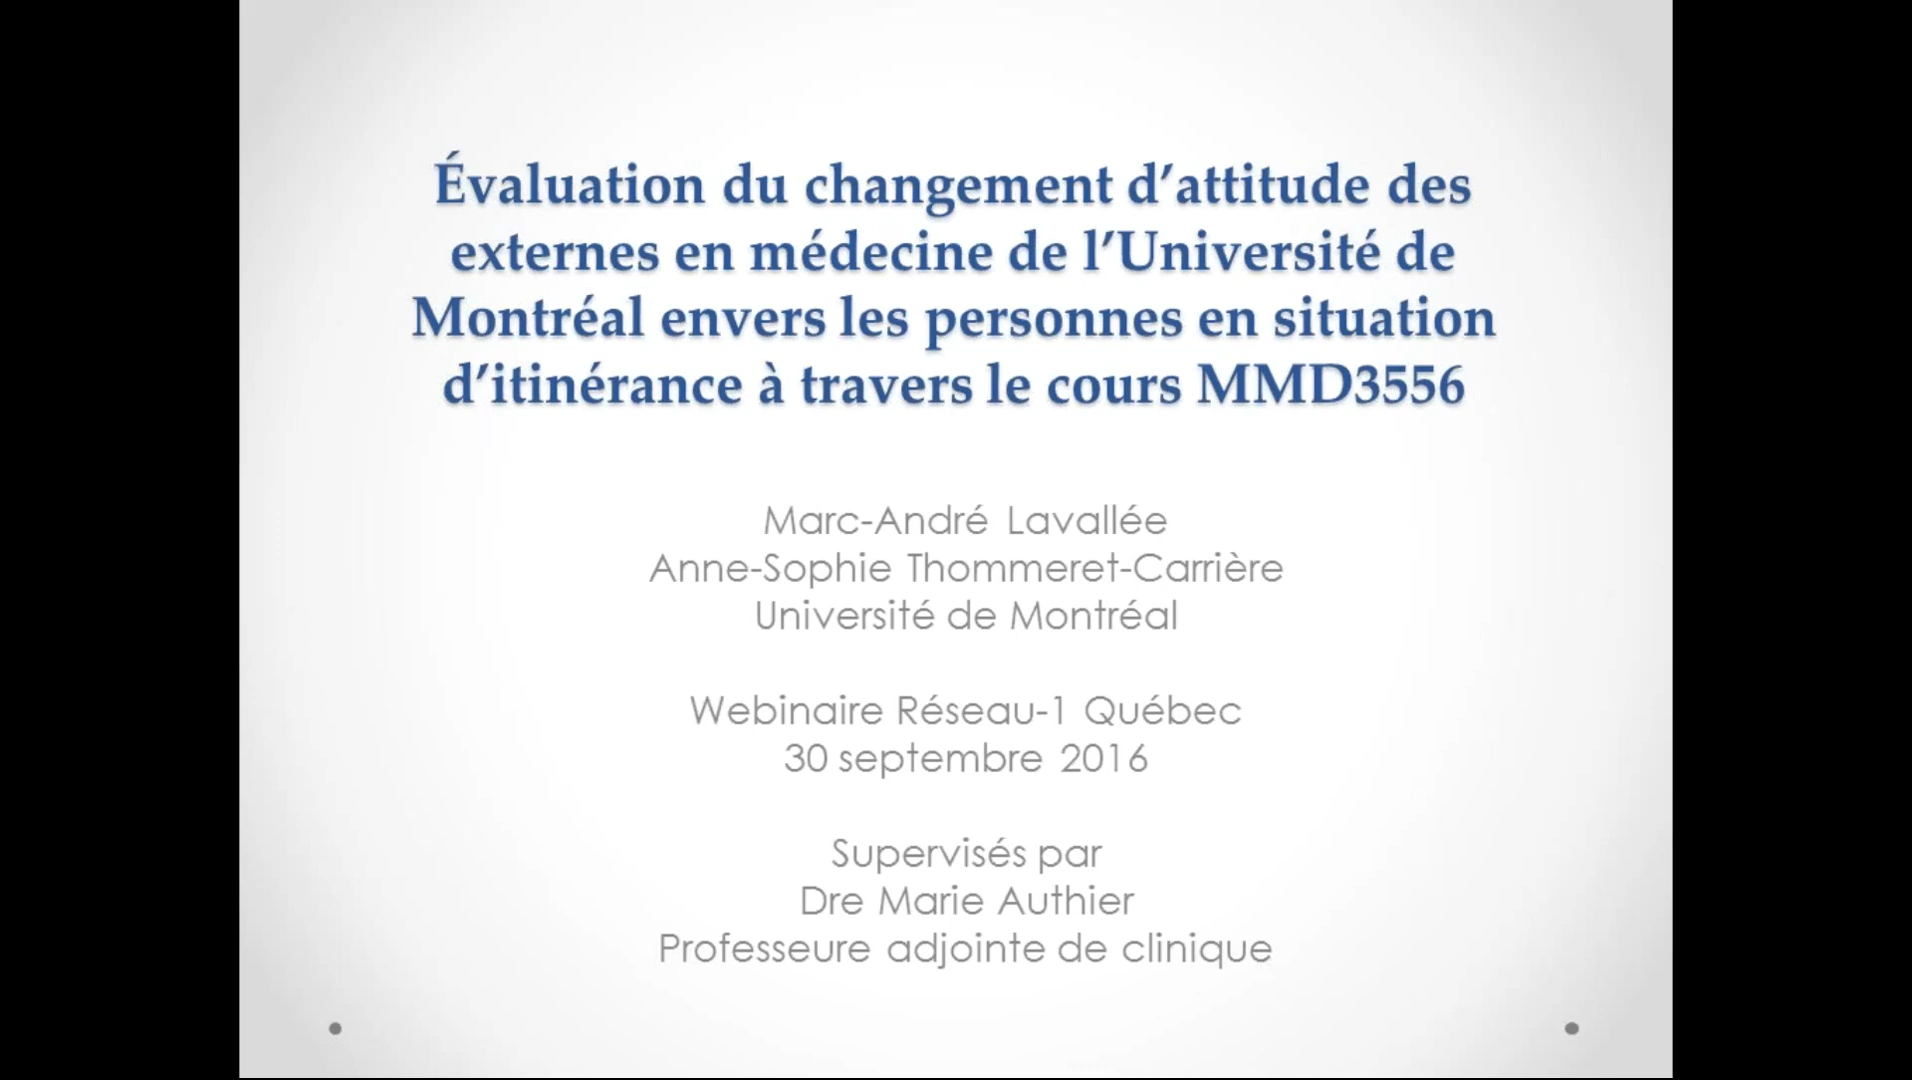 Évaluation du changement d’attitude des
externes en médecine de l’Université de
Montréal envers les personnes en situation
d’itinérance à travers le cours MMD3556
Marc-André Lavallée
Anne-Sophie Thommeret-Carrière
Université de Montréal
Webinaire Réseau-1 Québec
30 septembre 2016
Supervisés par
Dre Marie Authier
Professeure adjointe de clinique